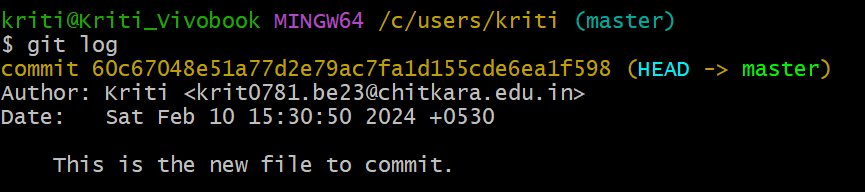 kriti@Kriti_Vivobook MINGW64 /c/users/kriti (master)
$ git log
commit 60c67048e51a77d2e79ac7fa1d155cde6ea1f598 (HEAD -> master)
Author: Kriti <krit0781.be23@chitkara.edu.in>
Date:   Sat Feb 10 15:30:50 2024 +0530
    This is the new file to commit.